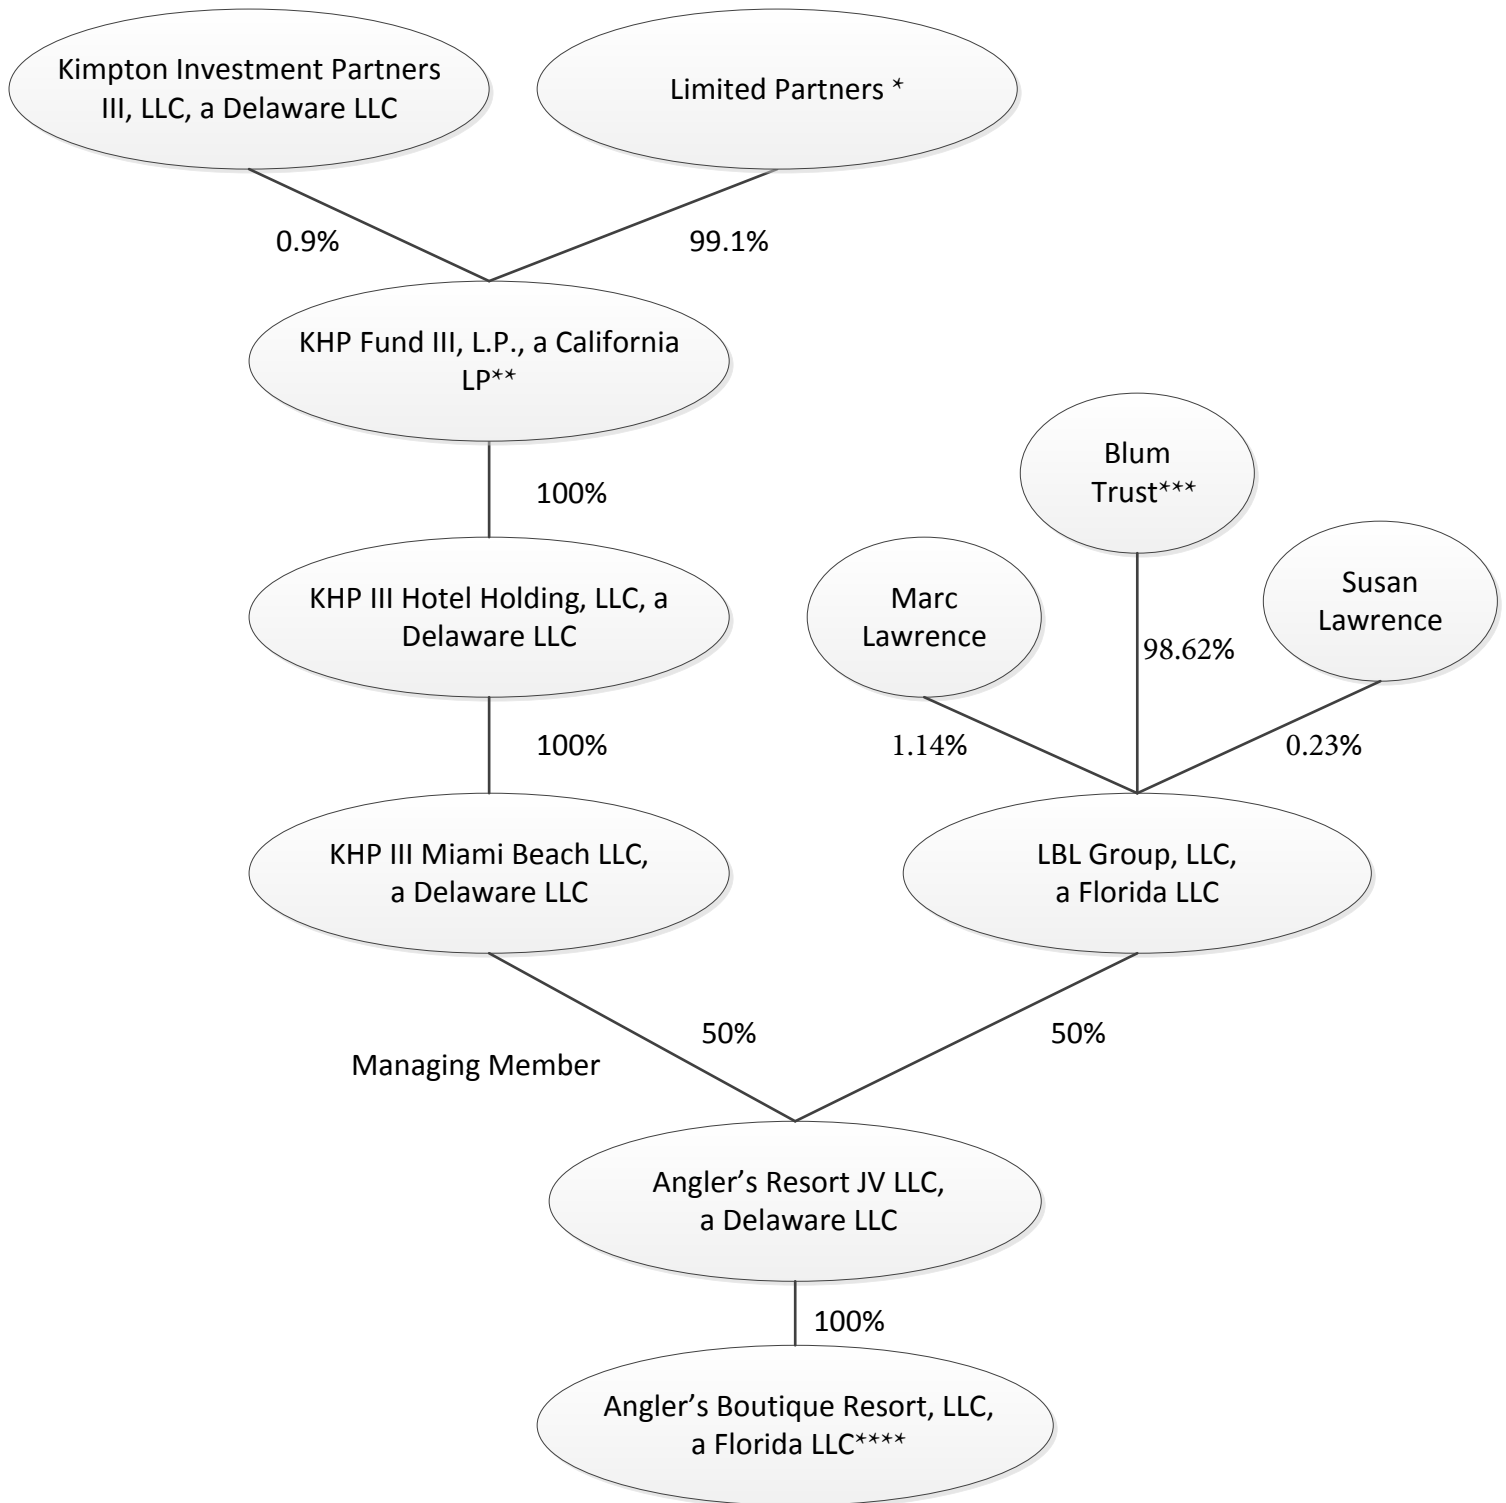 Kimpton Investment Partners
III, LLC, a Delaware LLC
Limited Partners *
0.9%
99.1%
KHP Fund III, L.P., a California
LP**
100%
Blum
Trust***
KHP III Hotel Holding, LLC, a
Delaware LLC
Marc
Lawrence
Susan
Lawrence
98.62%
100%
1.14%
0.23%
KHP III Miami Beach LLC,
a Delaware LLC
LBL Group, LLC,
a Florida LLC
50%
50%
Managing Member
Angler’s Resort JV LLC,
a Delaware LLC
100%
Angler’s Boutique Resort, LLC,
a Florida LLC****